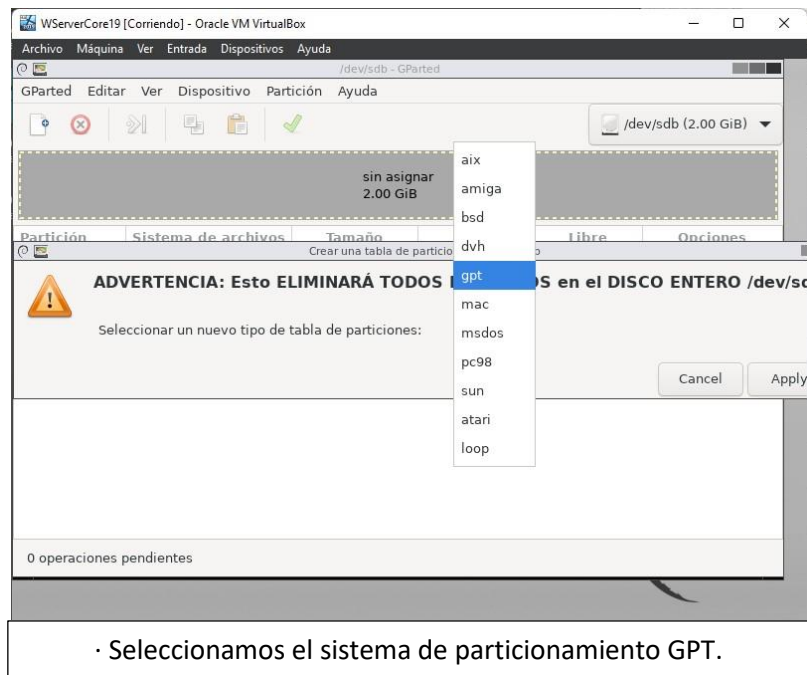 WServerCore19 [Corriendo] - Oracle VM VirtualBox
Archivo Máquina Ver Entrada Dispositivos Ayuda
/dev/sdb - GParted
GParted Editar Ver Dispositivo Partición Ayuda
/dev/sdb (2.00 GiB)
sin asignar
2.00 GiB
Partición Sistema de archivos Tamaño Libre Opciones
Crear una tabla de
ADVERTENCIA: Esto ELIMINARÁ TODOS en el DISCO ENTERO
Seleccionar un nuevo tipo de tabla de particiones:
aix
amiga
bsd
dvh
gpt
mac
msdos
pc98
sun
atari
loop
Cancel Apply
0 operaciones pendientes
· Seleccionamos el sistema de particionamiento GPT.